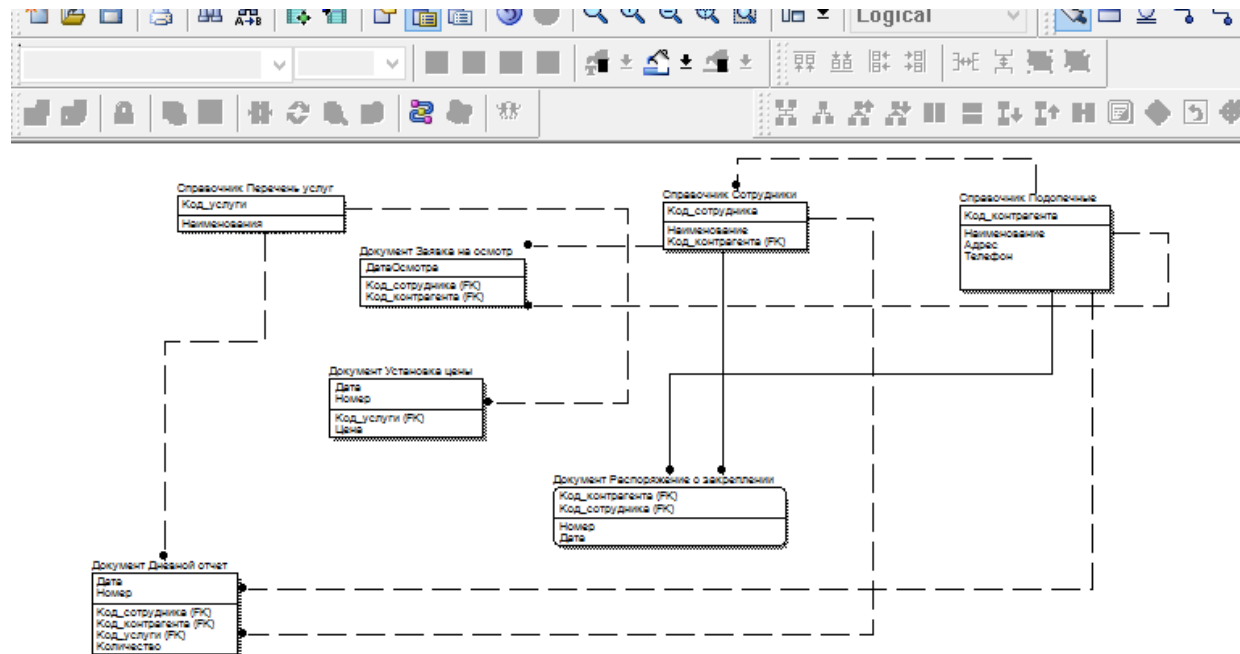 Logical
A→B
Справочник Перечень услуг
Код_услуги
Наименования
Справочник Сотрудники
Код_сотрудника
Наименование
Код_контрагента (FK)
Справочник Подопечные
Код_контрагента
Наименование
Адрес
Телефон
Документ Заявка на осмотр
ДатаОсмотра
Код_сотрудника (FK)
Код_контрагента (FK)
Документ Установка цены
Дата
Номер
Код_услуги (FK)
Цена
Документ Распоряжение о закреплении
Код_контрагента (FK)
Код_сотрудника (FK)
Номер
Дата
Документ Дневной отчет
Дата
Номер
Код_сотрудника (FK)
Код_контрагента (FK)
Код_услуги (FK)
Количество